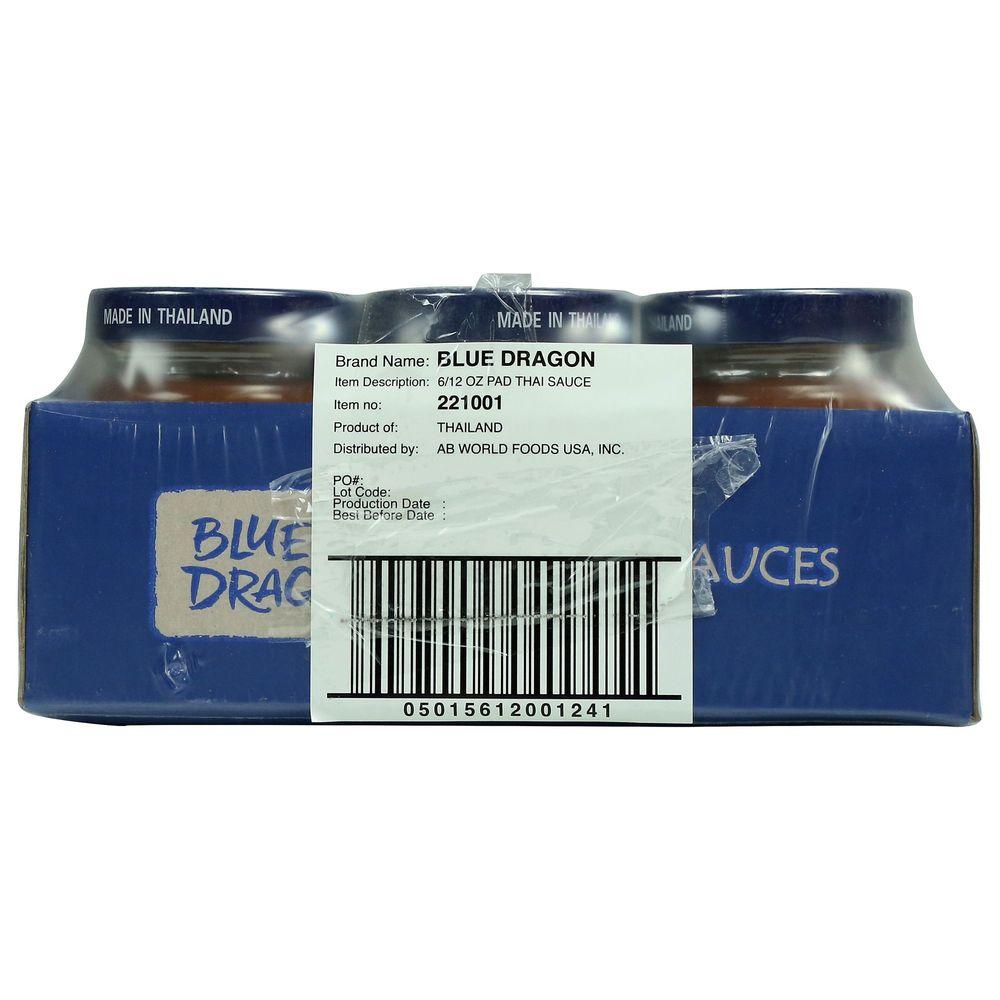 MADE IN THAILAND
MADE IN THAILAN
AILAND
Brand Name: BLUE DRAGON
Item Description: 6/12 OZ PAD THAI SAUCE
Item no: 221001
Product of: THAILAND
Distributed by: AB WORLD FOODS USA, INC.
PO#:
Lot Code:
Production Date :
Best Before Date :
BLUE
DRAG
AUCES
05015612001241